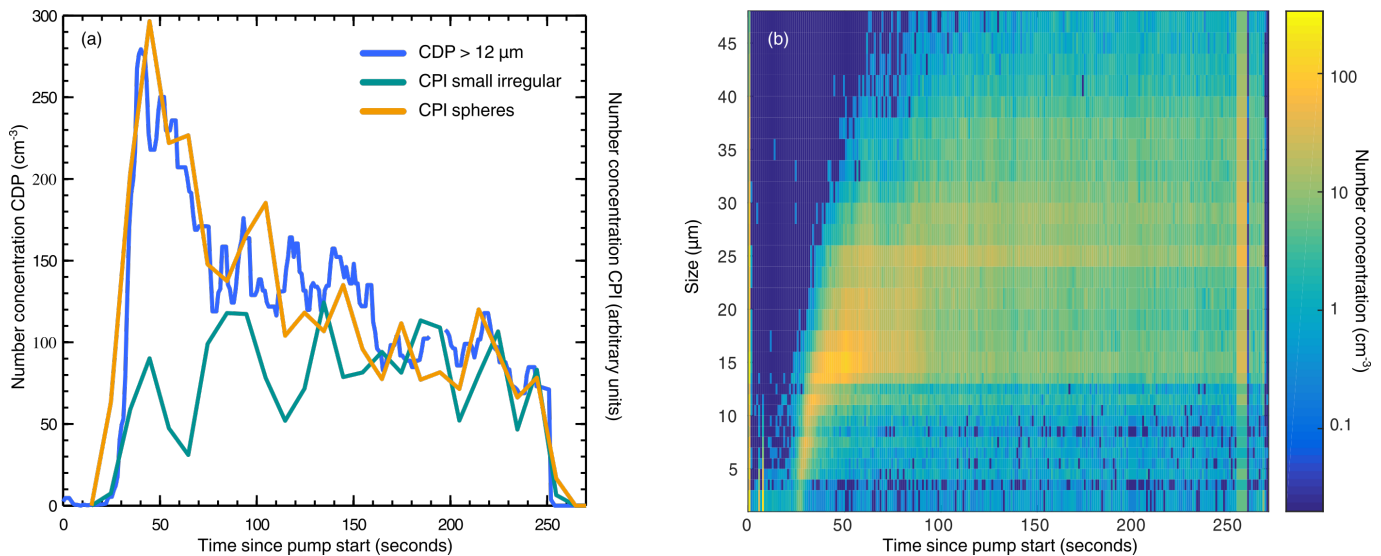 (a)
CDP > 12 µm
CPI small irregular
CPI spheres
Number concentration CDP (cm-3)
300
250
200
150
100
50
0
0 50 100 150 200 250
Time since pump start (seconds)
Number concentration CPI (arbitrary units)
(b)
Size (µm)
45
40
35
30
25
20
15
10
5
0 50 100 150 200 250
Time since pump start (seconds)
100
10
1
0.1
Number concentration (cm-3)